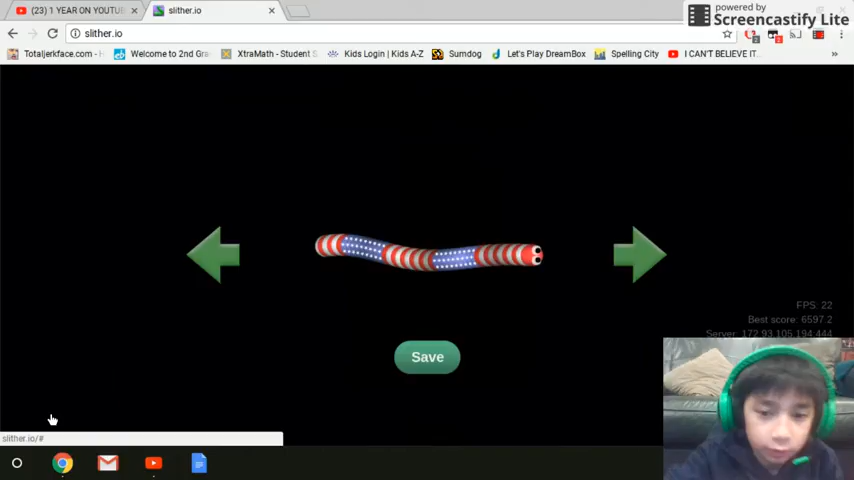 (23) 1 YEAR ON YOUTUB
slither.io
powered by
Screencastify Lite
slither.io
Totaljerkface.com - H
Welcome to 2nd Gra
XtraMath - Student S
Kids Login | Kids A-Z
Sumdog
Let's Play DreamBox
Spelling City
I CAN'T BELIEVE IT...
»
FPS: 22
Best score: 6597.2
Server: 172.93.105.194:444
Save
slither.io/#